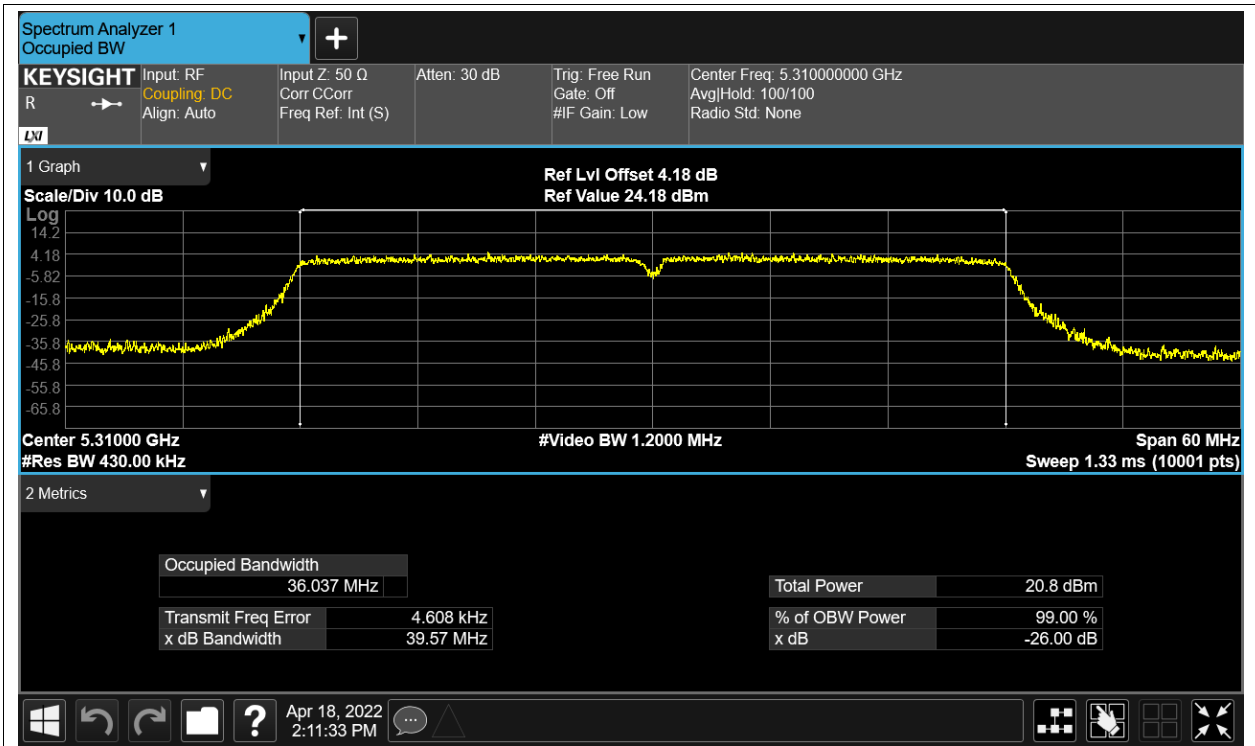 Spectrum Analyzer 1
Occupied BW
KEYSIGHT
R
LXI
Input: RF
Coupling: DC
Align: Auto
Input Z: 50 Ω
Corr CCorr
Freq Ref: Int (S)
Atten: 30 dB
Trig: Free Run
Gate: Off
#IF Gain: Low
Center Freq: 5.310000000 GHz
Avg|Hold: 100/100
Radio Std: None
1 Graph
Scale/Div 10.0 dB
Ref Lvl Offset 4.18 dB
Ref Value 24.18 dBm
Log
14.2
4.18
-5.82
-15.8
-25.8
-35.8
-45.8
-55.8
-65.8
Center 5.31000 GHz
#Video BW 1.2000 MHz
Span 60 MHz
#Res BW 430.00 kHz
Sweep 1.33 ms (10001 pts)
2 Metrics
Occupied Bandwidth
36.037 MHz
Transmit Freq Error 4.608 kHz
x dB Bandwidth 39.57 MHz
Total Power 20.8 dBm
% of OBW Power 99.00 %
x dB -26.00 dB
?
Apr 18, 2022
2:11:33 PM